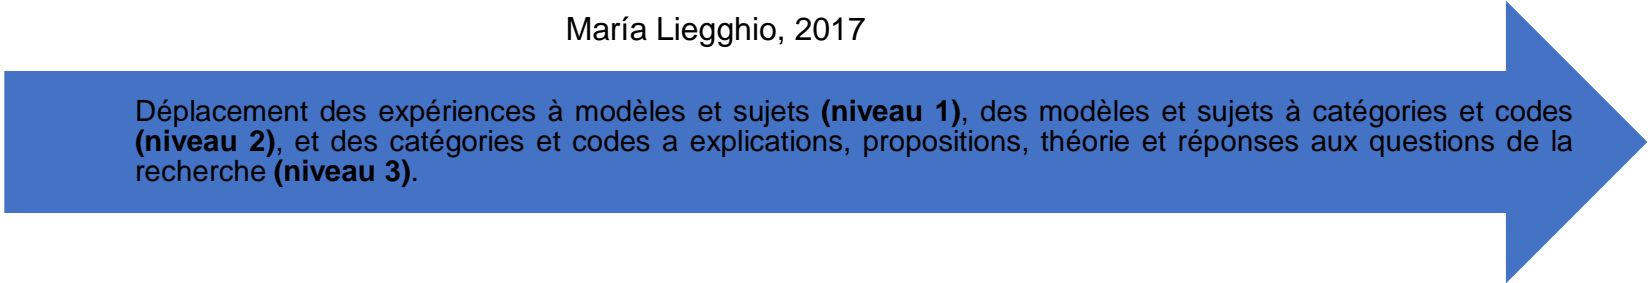 María Liegghio, 2017
Déplacement des expériences à modèles et sujets (niveau 1), des modèles et sujets à catégories et codes
(niveau 2), et des catégories et codes a explications, propositions, théorie et réponses aux questions de la
recherche (niveau 3).